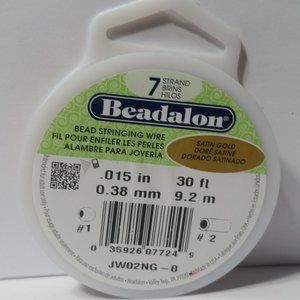 7 STRAND
BRINS
HILOS
Beadalon®
BEAD STRINGING WIRE
FIL POUR ENFILER LES PERLES
ALAMBRE PARA JOYERÍA
SATIN GOLD
DORÉ SATINÉ
DORADO SATINADO
.015 in 30 ft
0.38 mm 9.2 m
#1 #2
0 35926 07724 9
JW02NG-0